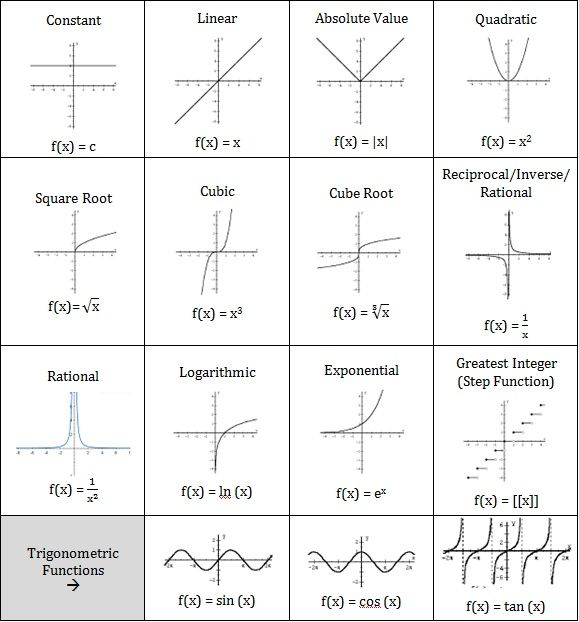 Constant
f(x) = c
Linear
f(x) = x
Absolute Value
f(x) = |x|
Quadratic
f(x) = x²
Square Root
f(x)=√x
Cubic
f(x) = x³
Cube Root
f(x) = ∛x
Reciprocal/Inverse/
Rational
f(x) = 1/x
Rational
f(x) = 1/x²
Logarithmic
f(x) = ln (x)
Exponential
f(x) = eˣ
Greatest Integer
(Step Function)
f(x) = [[x]]
Trigonometric
Functions
→
f(x) = sin (x)
f(x) = cos (x)
f(x) = tan (x)